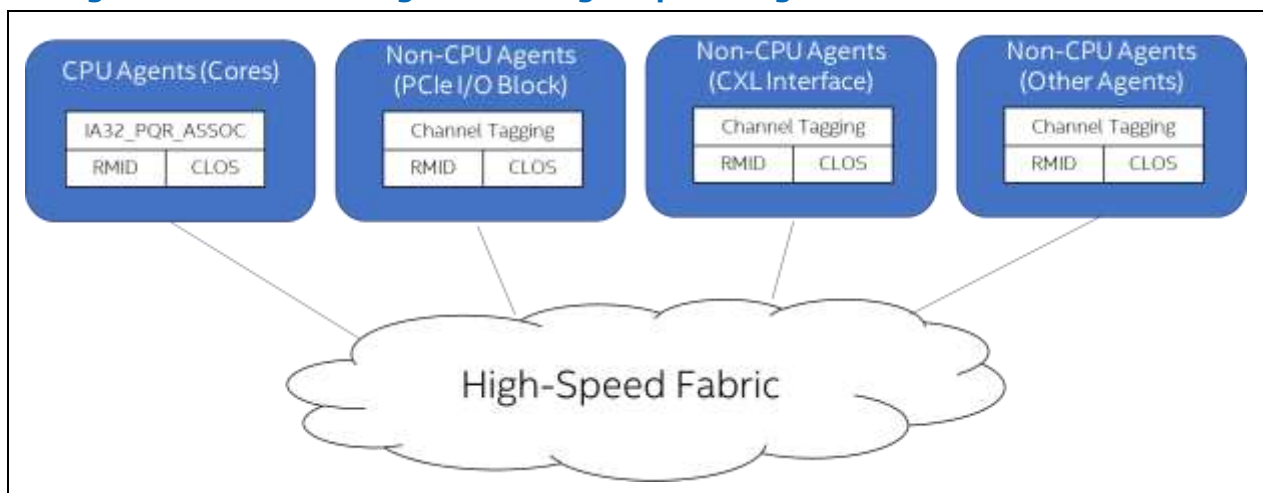 CPU Agents (Cores)
IA32_PQR_ASSOC
RMID CLOS
Non-CPU Agents
(PCIe I/O Block)
Channel Tagging
RMID CLOS
Non-CPU Agents
(CXL Interface)
Channel Tagging
RMID CLOS
Non-CPU Agents
(Other Agents)
Channel Tagging
RMID CLOS
High-Speed Fabric